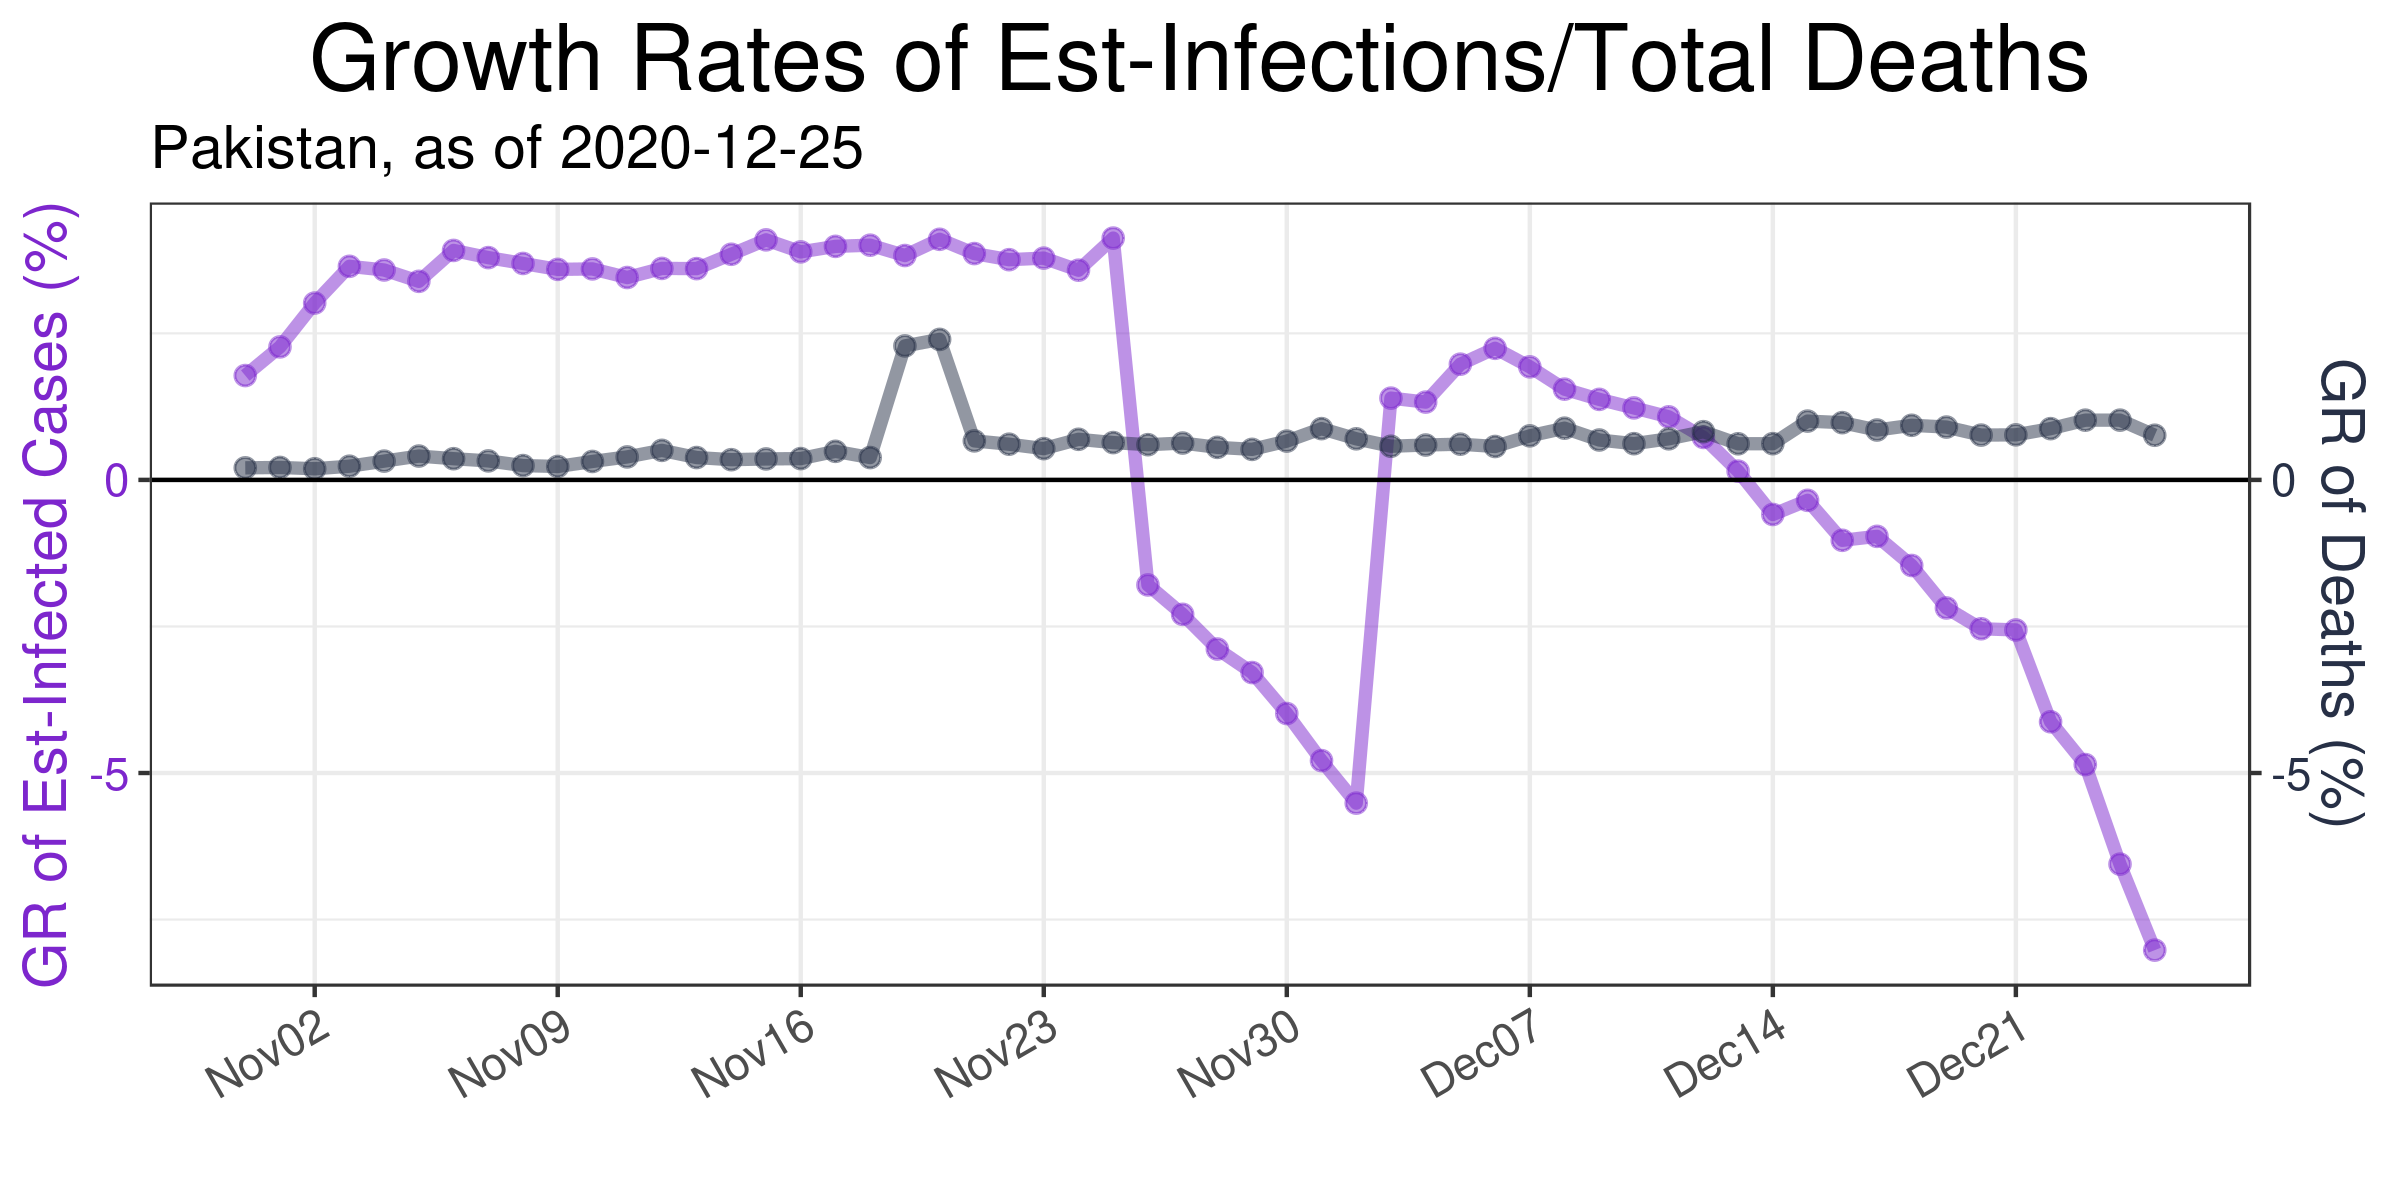 Growth Rates of Est-Infections/Total Deaths
Pakistan, as of 2020-12-25
GR of Est-Infected Cases (%)
0
-5
GR of Deaths (%)
0
-5
Nov02
Nov09
Nov16
Nov23
Nov30
Dec07
Dec14
Dec21